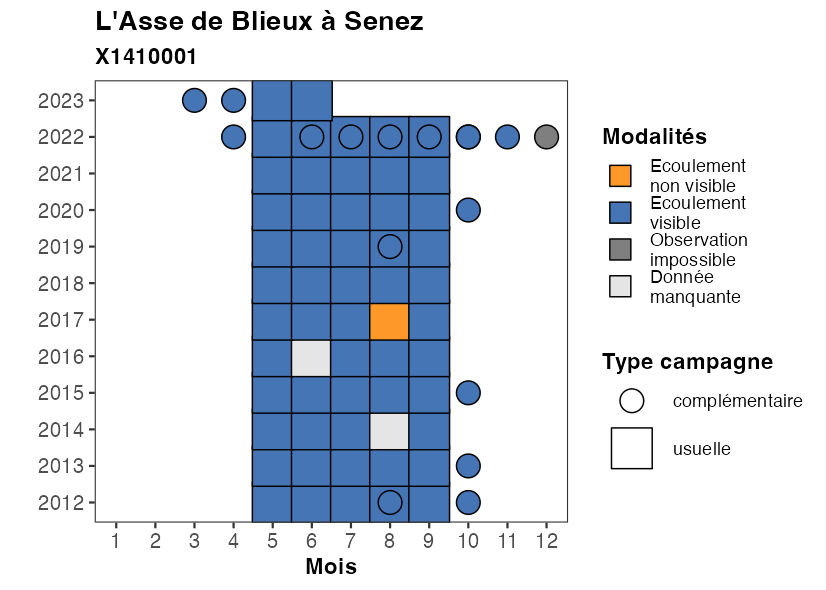 L'Asse de Blieux à Senez
X1410001
2023
2022
2021
2020
2019
2018
2017
2016
2015
2014
2013
2012
1 2 3 4 5 6 7 8 9 10 11 12
Mois
Modalités
Ecoulement
non visible
Ecoulement
visible
Observation
impossible
Donnée
manquante
Type campagne
complémentaire
usuelle